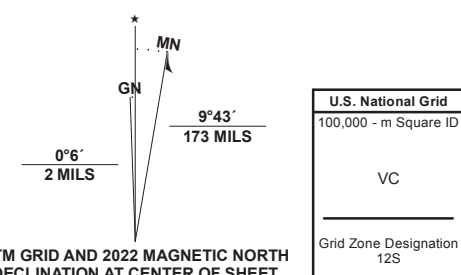 ★
MN
GN
9°43´
173 MILS
0°6´
2 MILS
TM GRID AND 2022 MAGNETIC NORTH
DECLINATION AT CENTER OF SHEET
U.S. National Grid
100,000 - m Square ID
VC
Grid Zone Designation
12S